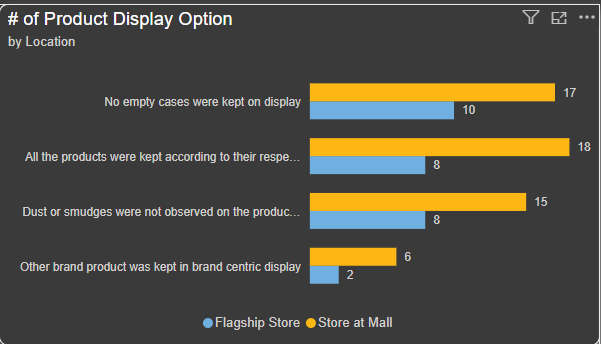 # of Product Display Option
by Location
No empty cases were kept on display
17
10
All the products were kept according to their respe...
18
8
Dust or smudges were not observed on the produc...
15
8
Other brand product was kept in brand centric display
6
2
Flagship Store Store at Mall